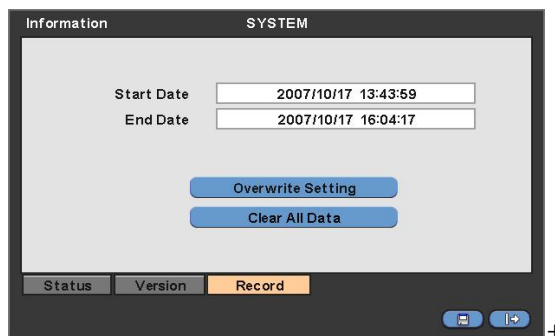 Information SYSTEM
Start Date 2007/10/17 13:43:59
End Date 2007/10/17 16:04:17
Overwrite Setting
Clear All Data
Status Version Record